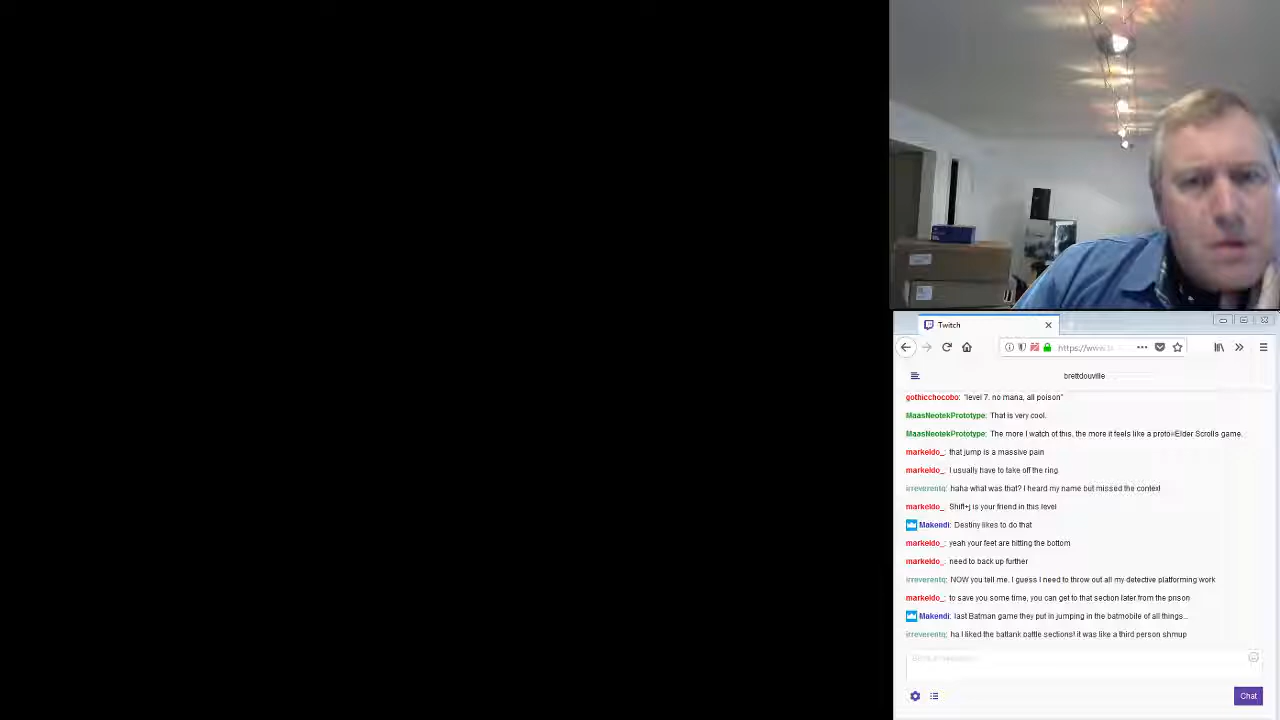 Twitch
https://www.tw
brettdouville
gothicchocobo: "level 7. no mana, all poison"
MaasNeotekPrototype: That is very cool.
MaasNeotekPrototype: The more I watch of this, the more it feels like a proto-Elder Scrolls game.
markeldo_: that jump is a massive pain
markeldo_: I usually have to take off the ring.
irreverentq: haha what was that? I heard my name but missed the context
markeldo_: Shift+j is your friend in this level
Makendi: Destiny likes to do that
markeldo_: yeah your feet are hitting the bottom
markeldo_: need to back up further
irreverentq: NOW you tell me. I guess I need to throw out all my detective platforming work
markeldo_: to save you some time, you can get to that section later from the prison
Makendi: last Batman game they put in jumping in the batmobile of all things...
irreverentq: ha I liked the battank battle sections! it was like a third person shmup
Chat